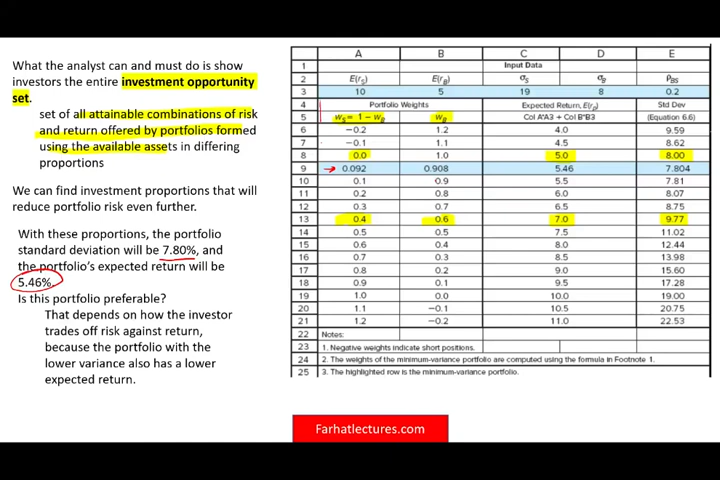 What the analyst can and must do is show
investors the entire investment opportunity
set.
set of all attainable combinations of risk
and return offered by portfolios formed
using the available assets in differing
proportions
We can find investment proportions that will
reduce portfolio risk even further.
With these proportions, the portfolio
standard deviation will be 7.80%, and
the portfolio's expected return will be
5.46%.
Is this portfolio preferable?
That depends on how the investor
trades off risk against return,
because the portfolio with the
lower variance also has a lower
expected return.
A B C D E
1 Input Data
2 E(rS) E(rB) σS σB ρBS
3 10 5 19 8 0.2
4 Portfolio Weights Expected Return, E(rp) Std Dev
5 wS = 1 − wB wB Col A*A3 + Col B*B3 (Equation 6.6)
6 −0.2 1.2 4.0 9.59
7 −0.1 1.1 4.5 8.62
8 0.0 1.0 5.0 8.00
9 0.092 0.908 5.46 7.804
10 0.1 0.9 5.5 7.81
11 0.2 0.8 6.0 8.07
12 0.3 0.7 6.5 8.75
13 0.4 0.6 7.0 9.77
14 0.5 0.5 7.5 11.02
15 0.6 0.4 8.0 12.44
16 0.7 0.3 8.5 13.98
17 0.8 0.2 9.0 15.60
18 0.9 0.1 9.5 17.28
19 1.0 0.0 10.0 19.00
20 1.1 −0.1 10.5 20.75
21 1.2 −0.2 11.0 22.53
22 Notes:
23 1. Negative weights indicate short positions.
24 2. The weights of the minimum-variance portfolio are computed using the formula in Footnote 1.
25 3. The highlighted row is the minimum-variance portfolio.
Farhatlectures.com